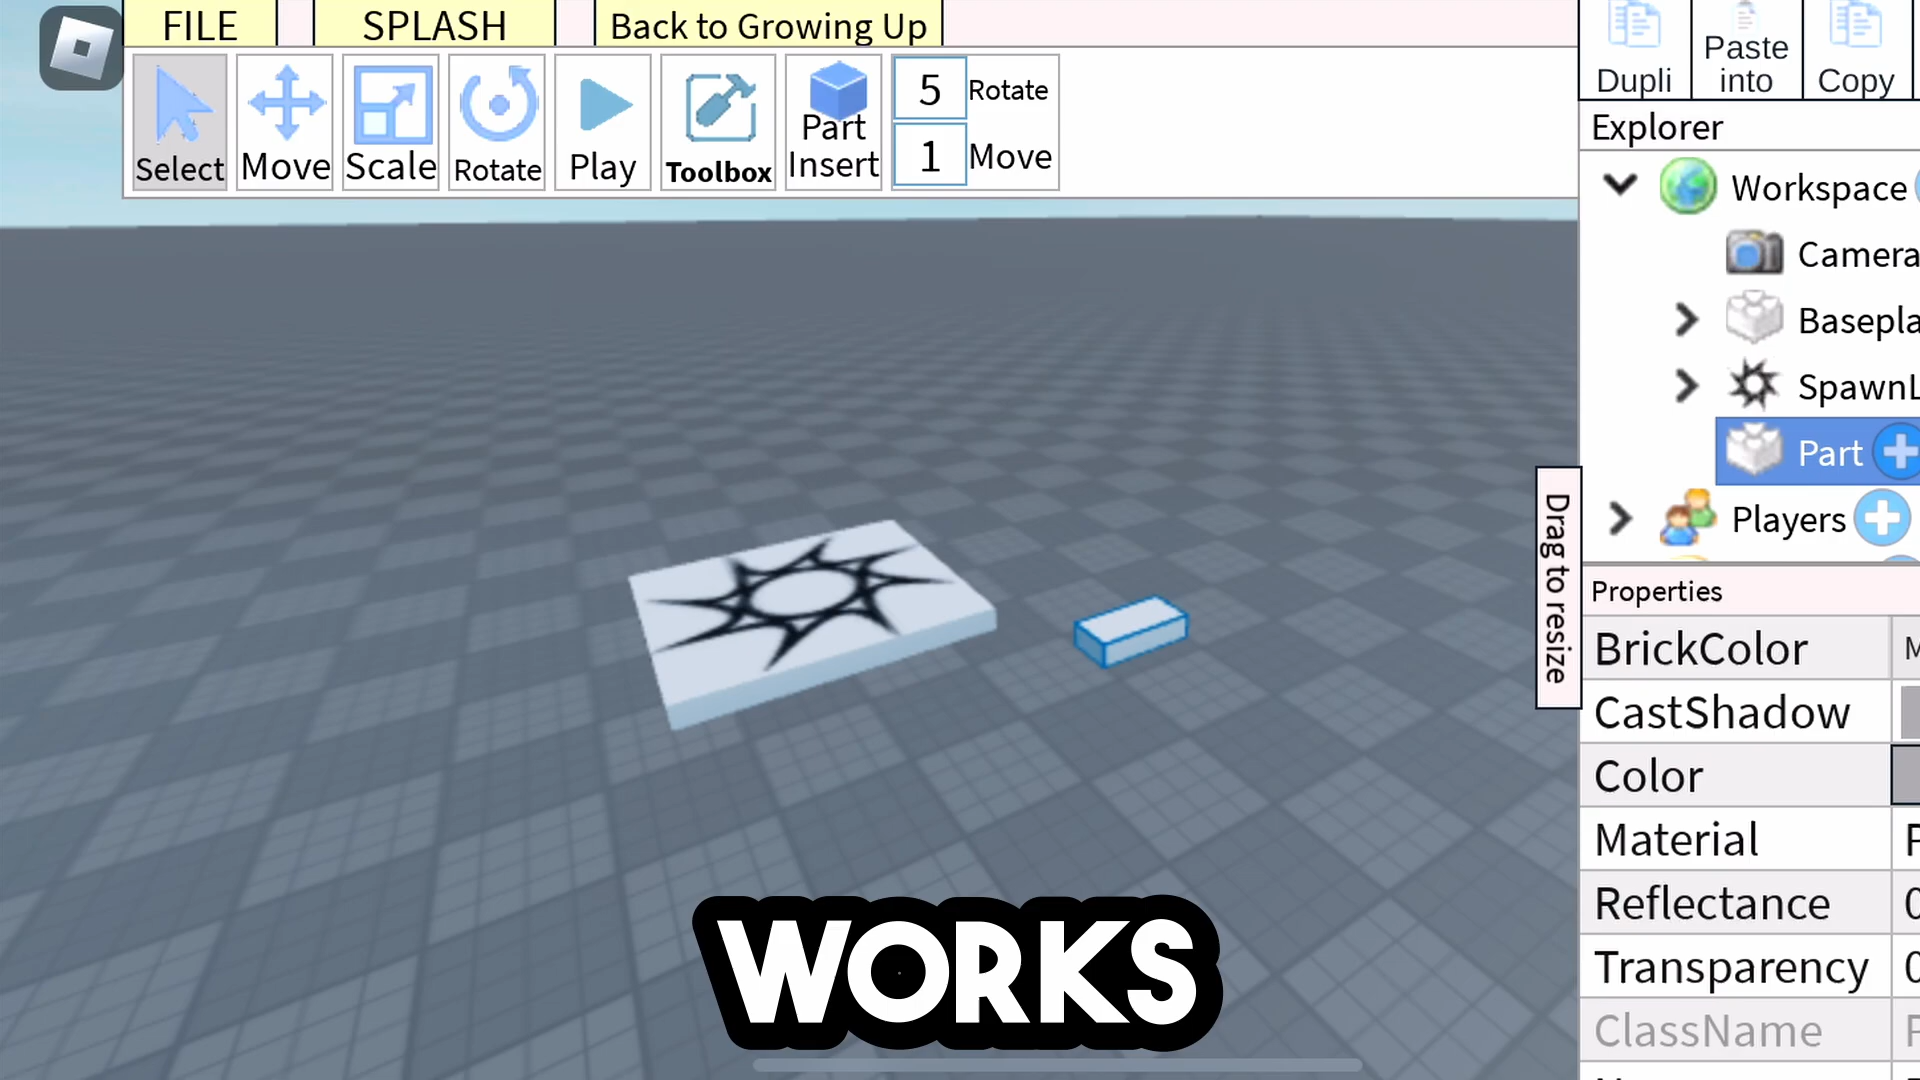 FILE
SPLASH
Back to Growing Up
Select
Move
Scale
Rotate
Play
Toolbox
Part
Insert
5 Rotate
1 Move
Dupli
Paste
into
Copy
Explorer
Workspace
Camera
Basepla
Spawn
Part
Players
Drag to resize
Properties
BrickColor
CastShadow
Color
Material
Reflectance
Transparency
ClassName
WORKS